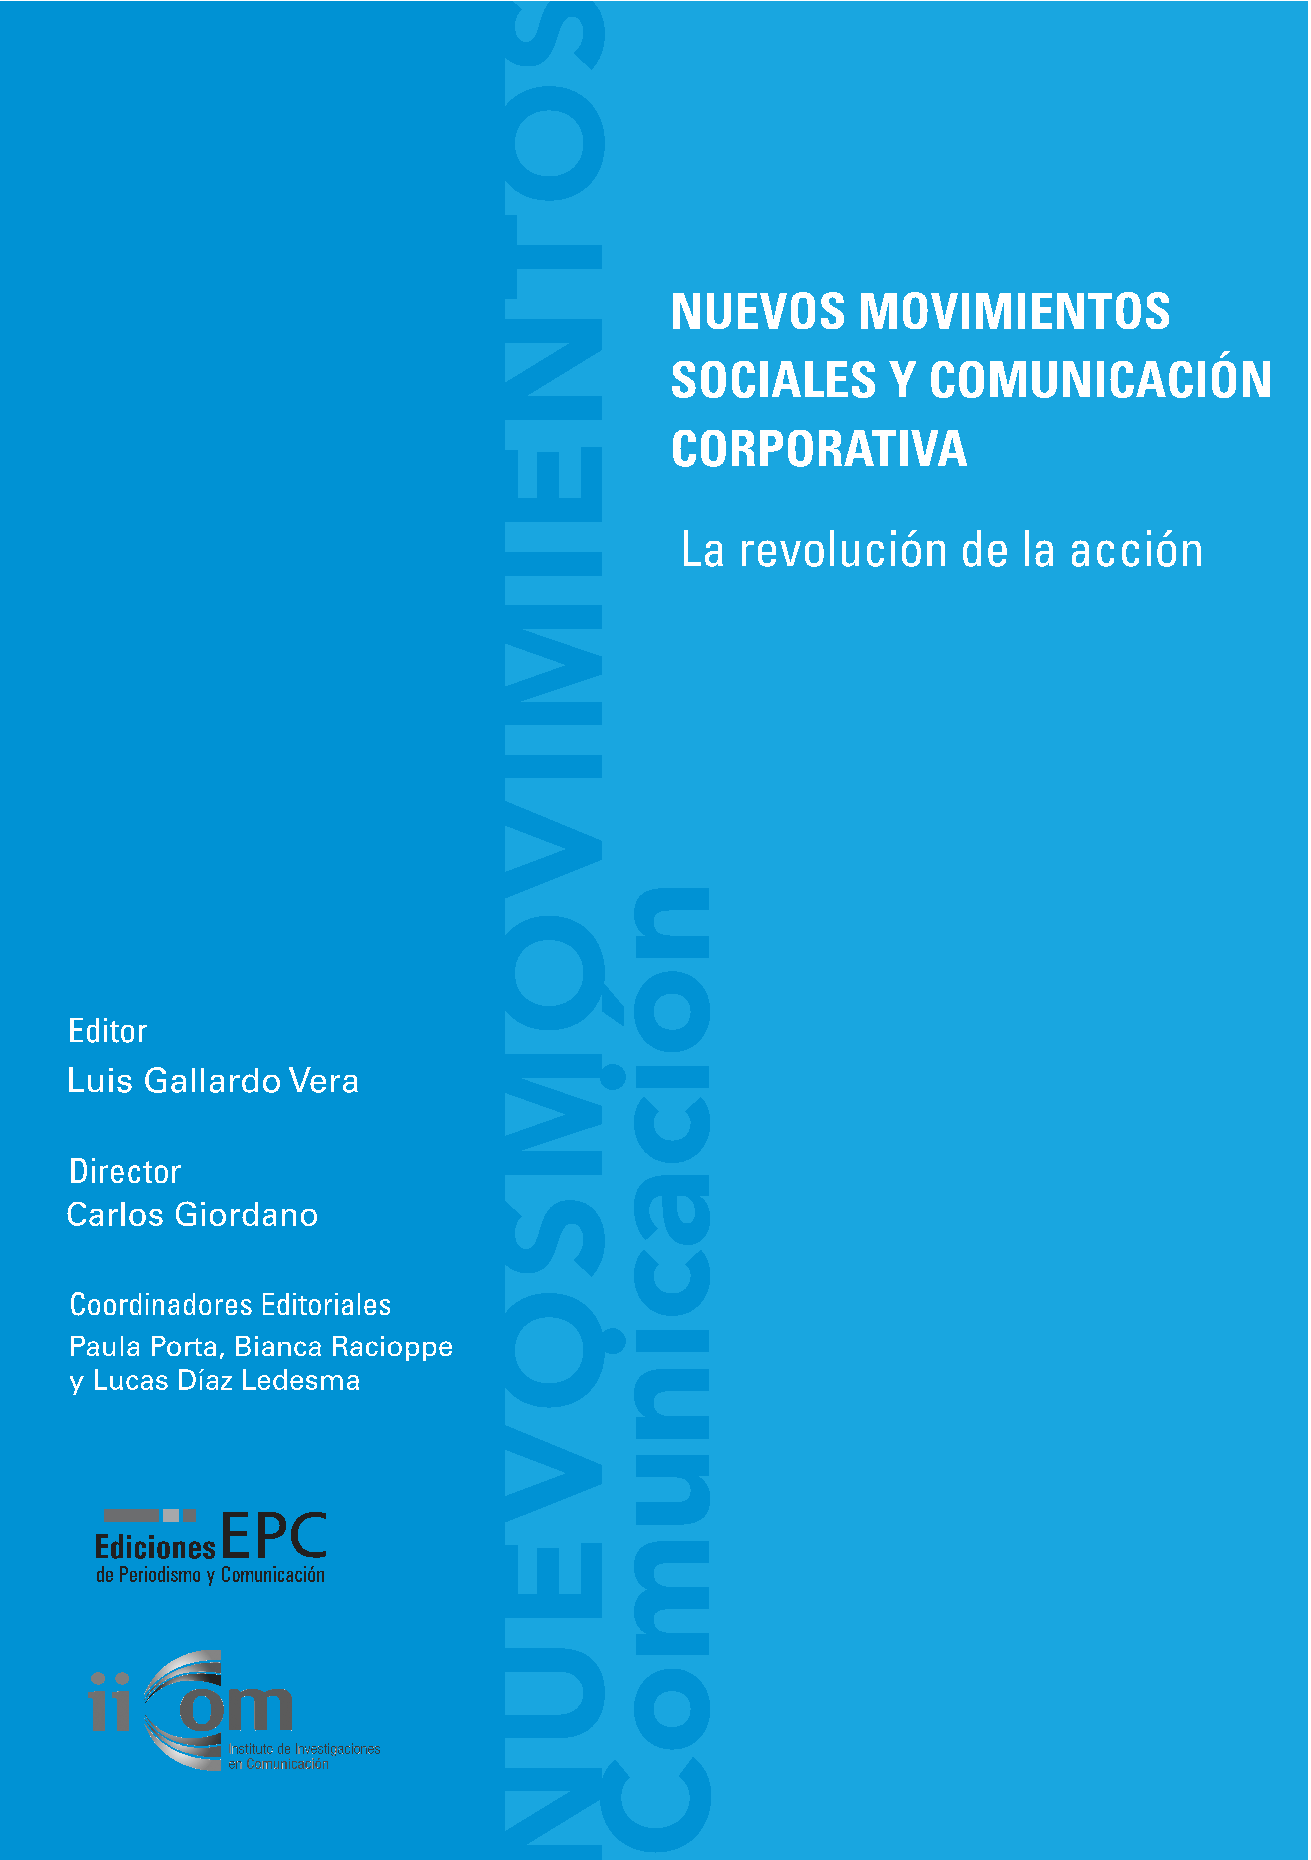 NUEVOS MOVIMIENTOS
SOCIALES Y COMUNICACIÓN
CORPORATIVA
La revolución de la acción
NUEVOS MOVIMIENTOS
Comunicación
Editor
Luis Gallardo Vera
Director
Carlos Giordano
Coordinadores Editoriales
Paula Porta, Bianca Racioppe
y Lucas Díaz Ledesma
Ediciones EPC
de Periodismo y Comunicación
iiCom
Instituto de Investigaciones
en Comunicación